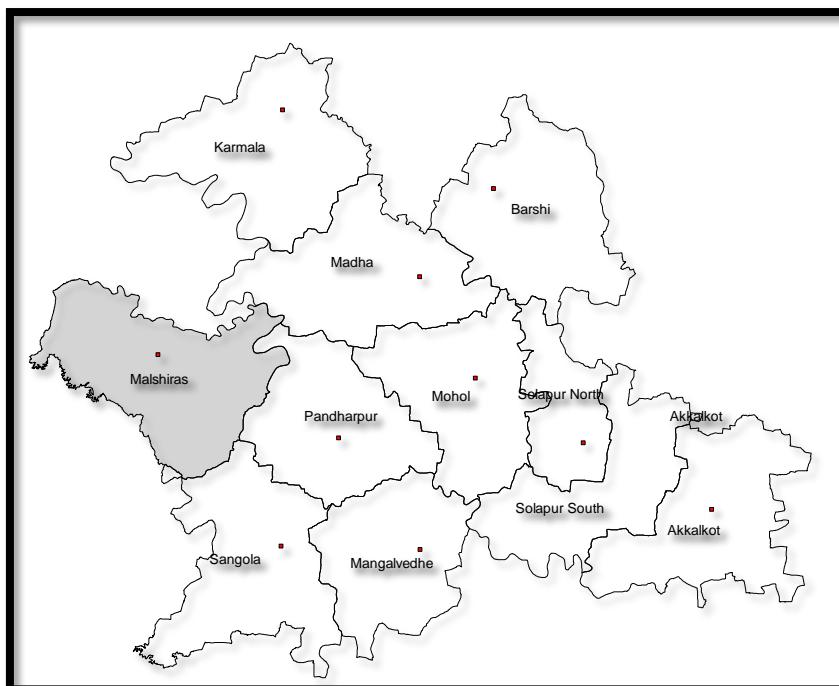 Karmala
Barshi
Madha
Malshiras
Solapur North
Mohol
Pandharpur
Akkalkot
Solapur South
Akkalkot
Sangola
Mangalvedhe